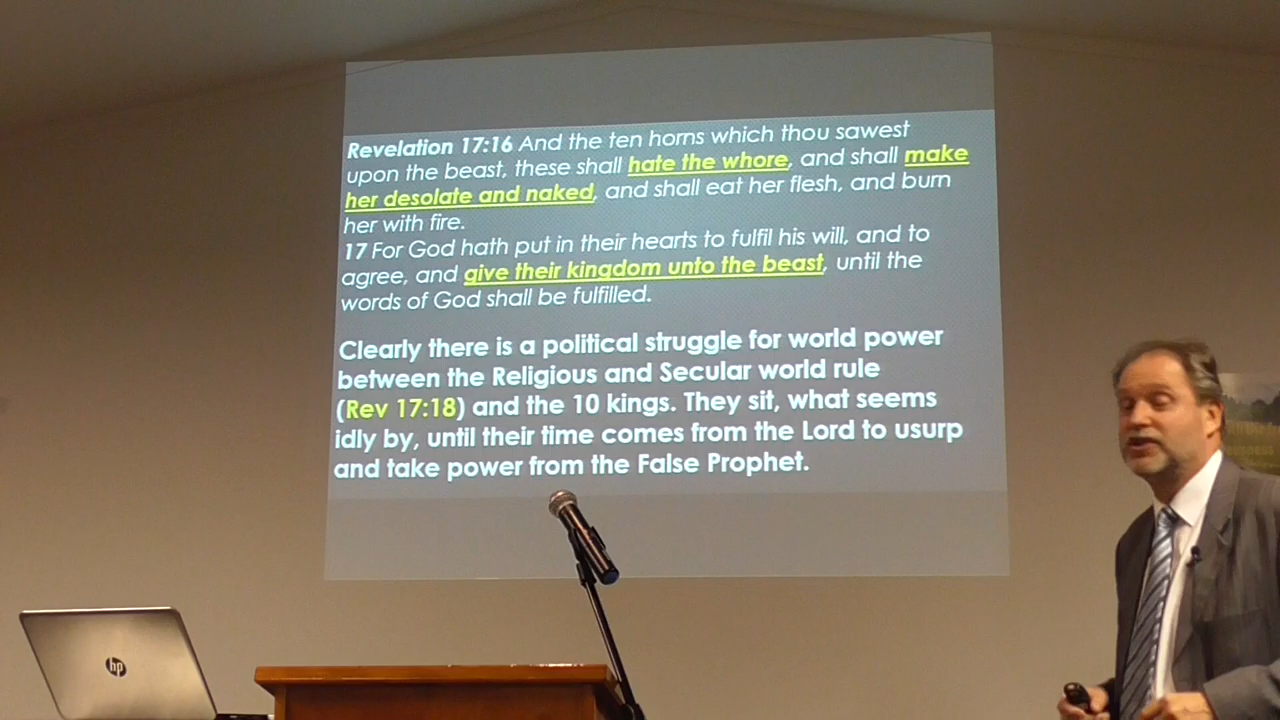 Revelation 17:16 And the ten horns which thou sawest
upon the beast, these shall hate the whore, and shall make
her desolate and naked, and shall eat her flesh, and burn
her with fire.
17 For God hath put in their hearts to fulfil his will, and to
agree, and give their kingdom unto the beast, until the
words of God shall be fulfilled.
Clearly there is a political struggle for world power
between the Religious and Secular world rule
(Rev 17:18) and the 10 kings. They sit, what seems
idly by, until their time comes from the Lord to usurp
and take power from the False Prophet.
hp